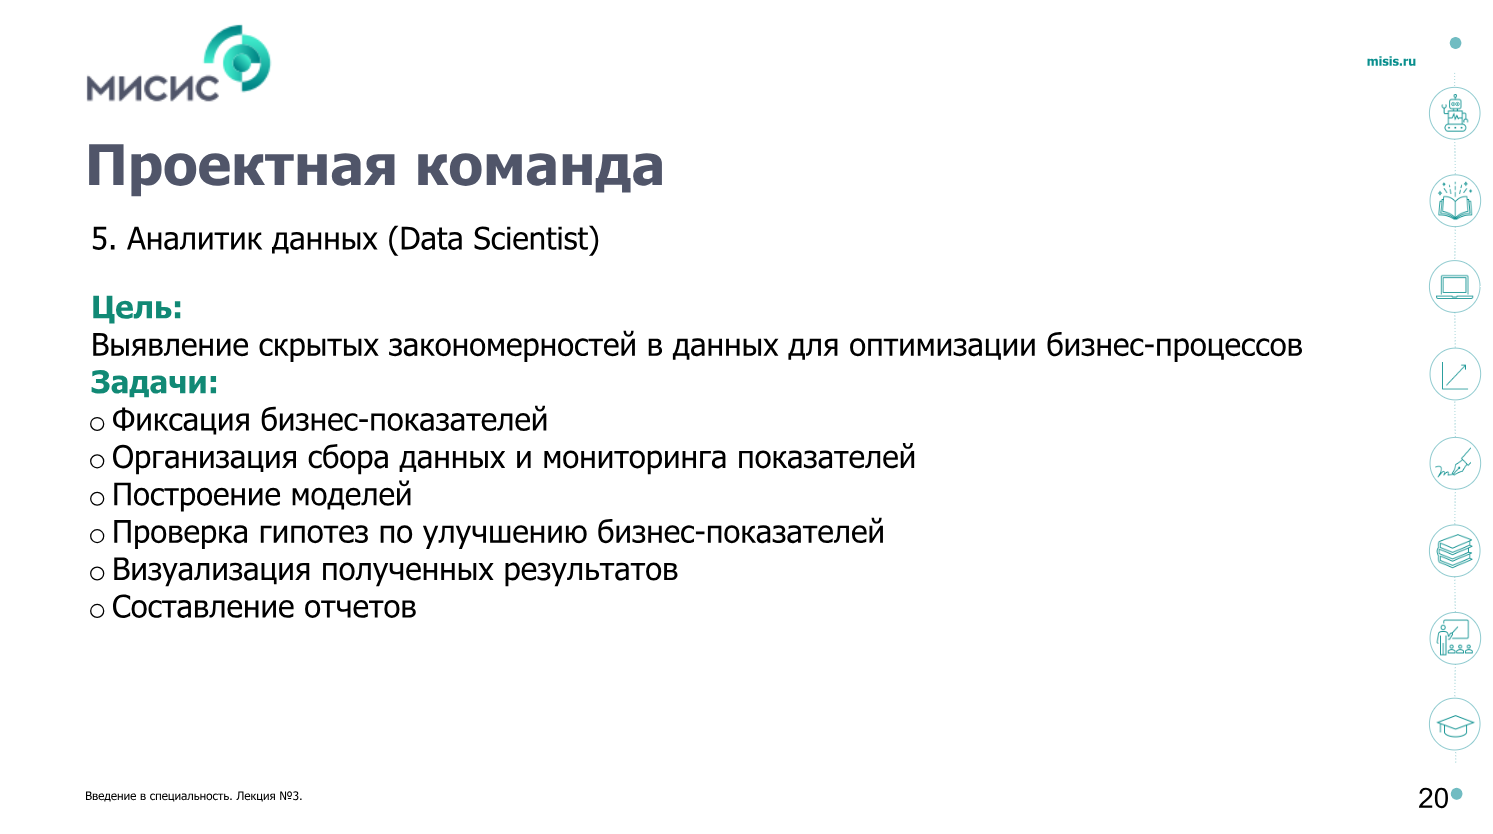 МИСИС
misis.ru
Проектная команда
5. Аналитик данных (Data Scientist)
Цель:
Выявление скрытых закономерностей в данных для оптимизации бизнес-процессов
Задачи:
o Фиксация бизнес-показателей
o Организация сбора данных и мониторинга показателей
o Построение моделей
o Проверка гипотез по улучшению бизнес-показателей
o Визуализация полученных результатов
o Составление отчетов
Введение в специальность. Лекция №3.
20